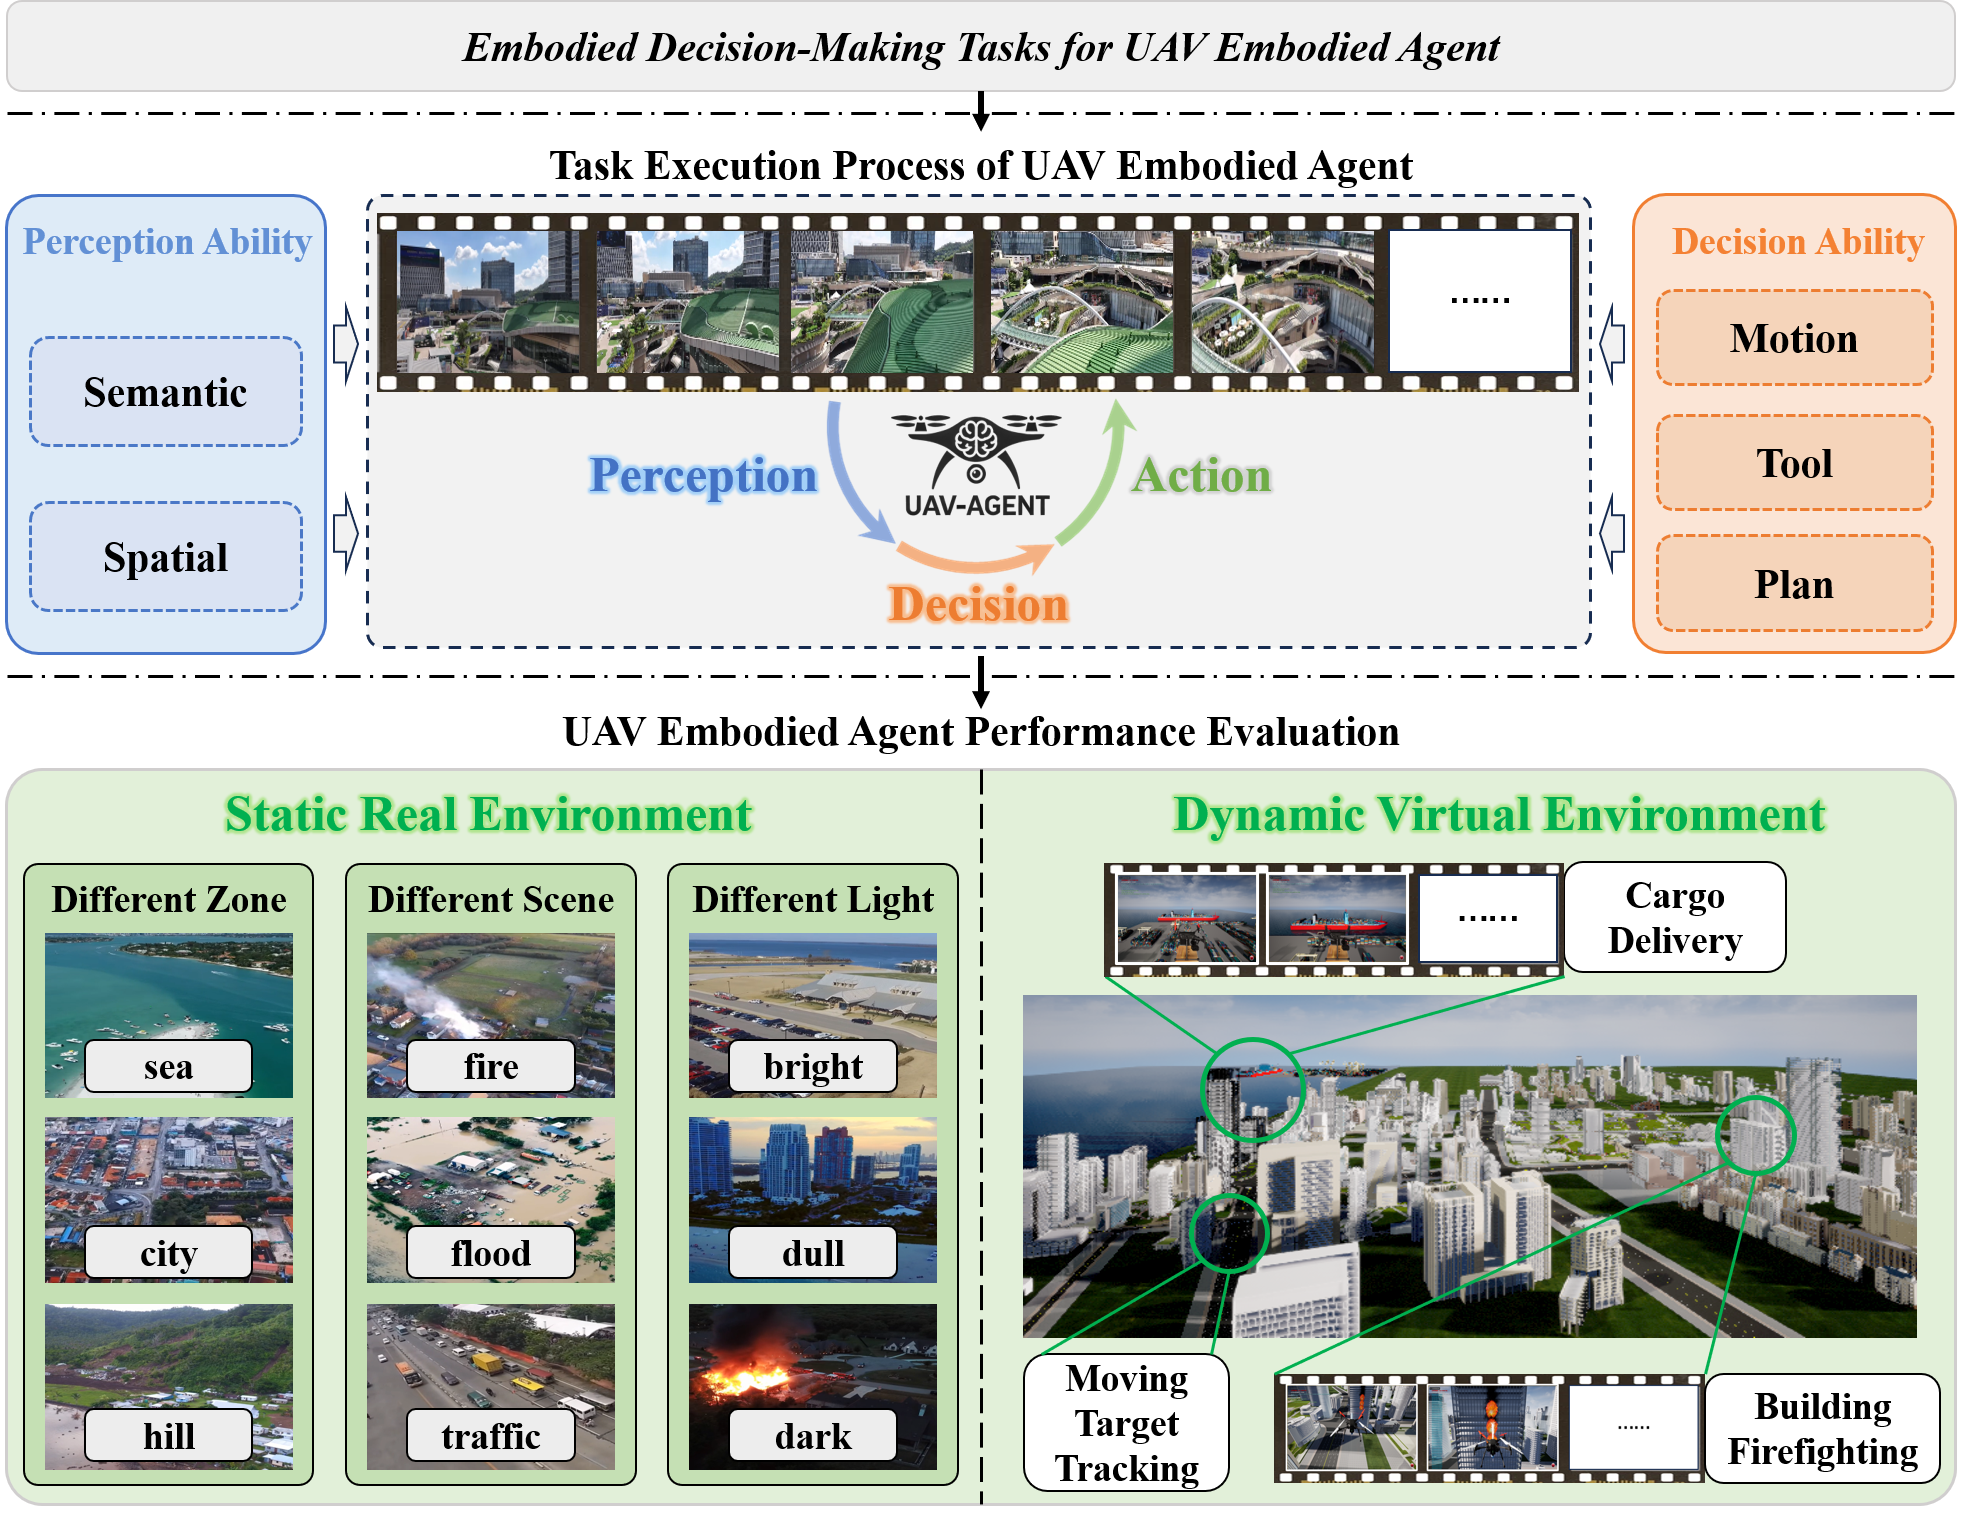 Embodied Decision-Making Tasks for UAV Embodied Agent
Task Execution Process of UAV Embodied Agent
Perception Ability
Semantic
Spatial
......
Perception
UAV-AGENT
Action
Decision
Decision Ability
Motion
Tool
Plan
UAV Embodied Agent Performance Evaluation
Static Real Environment
Different Zone
sea
city
hill
Different Scene
fire
flood
traffic
Different Light
bright
dull
dark
Dynamic Virtual Environment
......
Cargo
Delivery
Moving
Target
Tracking
......
Building
Firefighting